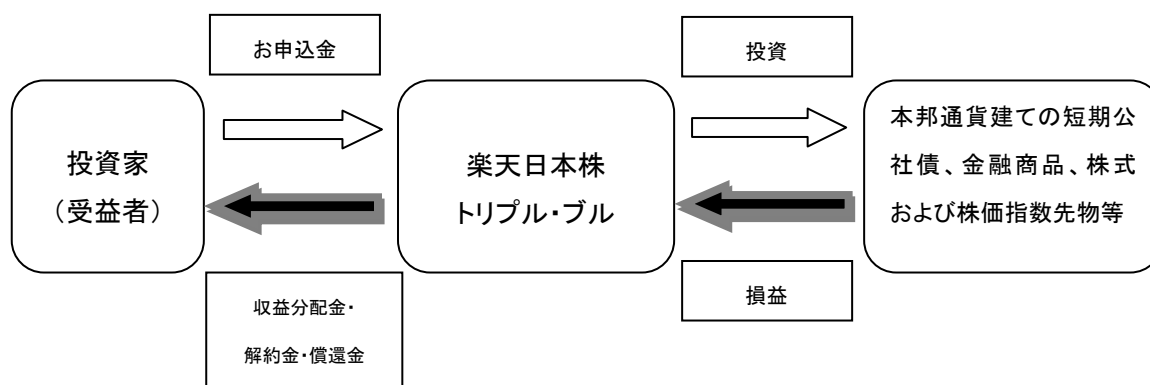 お申込金
投資
投資家
（受益者）
楽天日本株
トリプル・ブル
本邦通貨建ての短期公
社債、金融商品、株式
および株価指数先物等
収益分配金・
解約金・償還金
損益